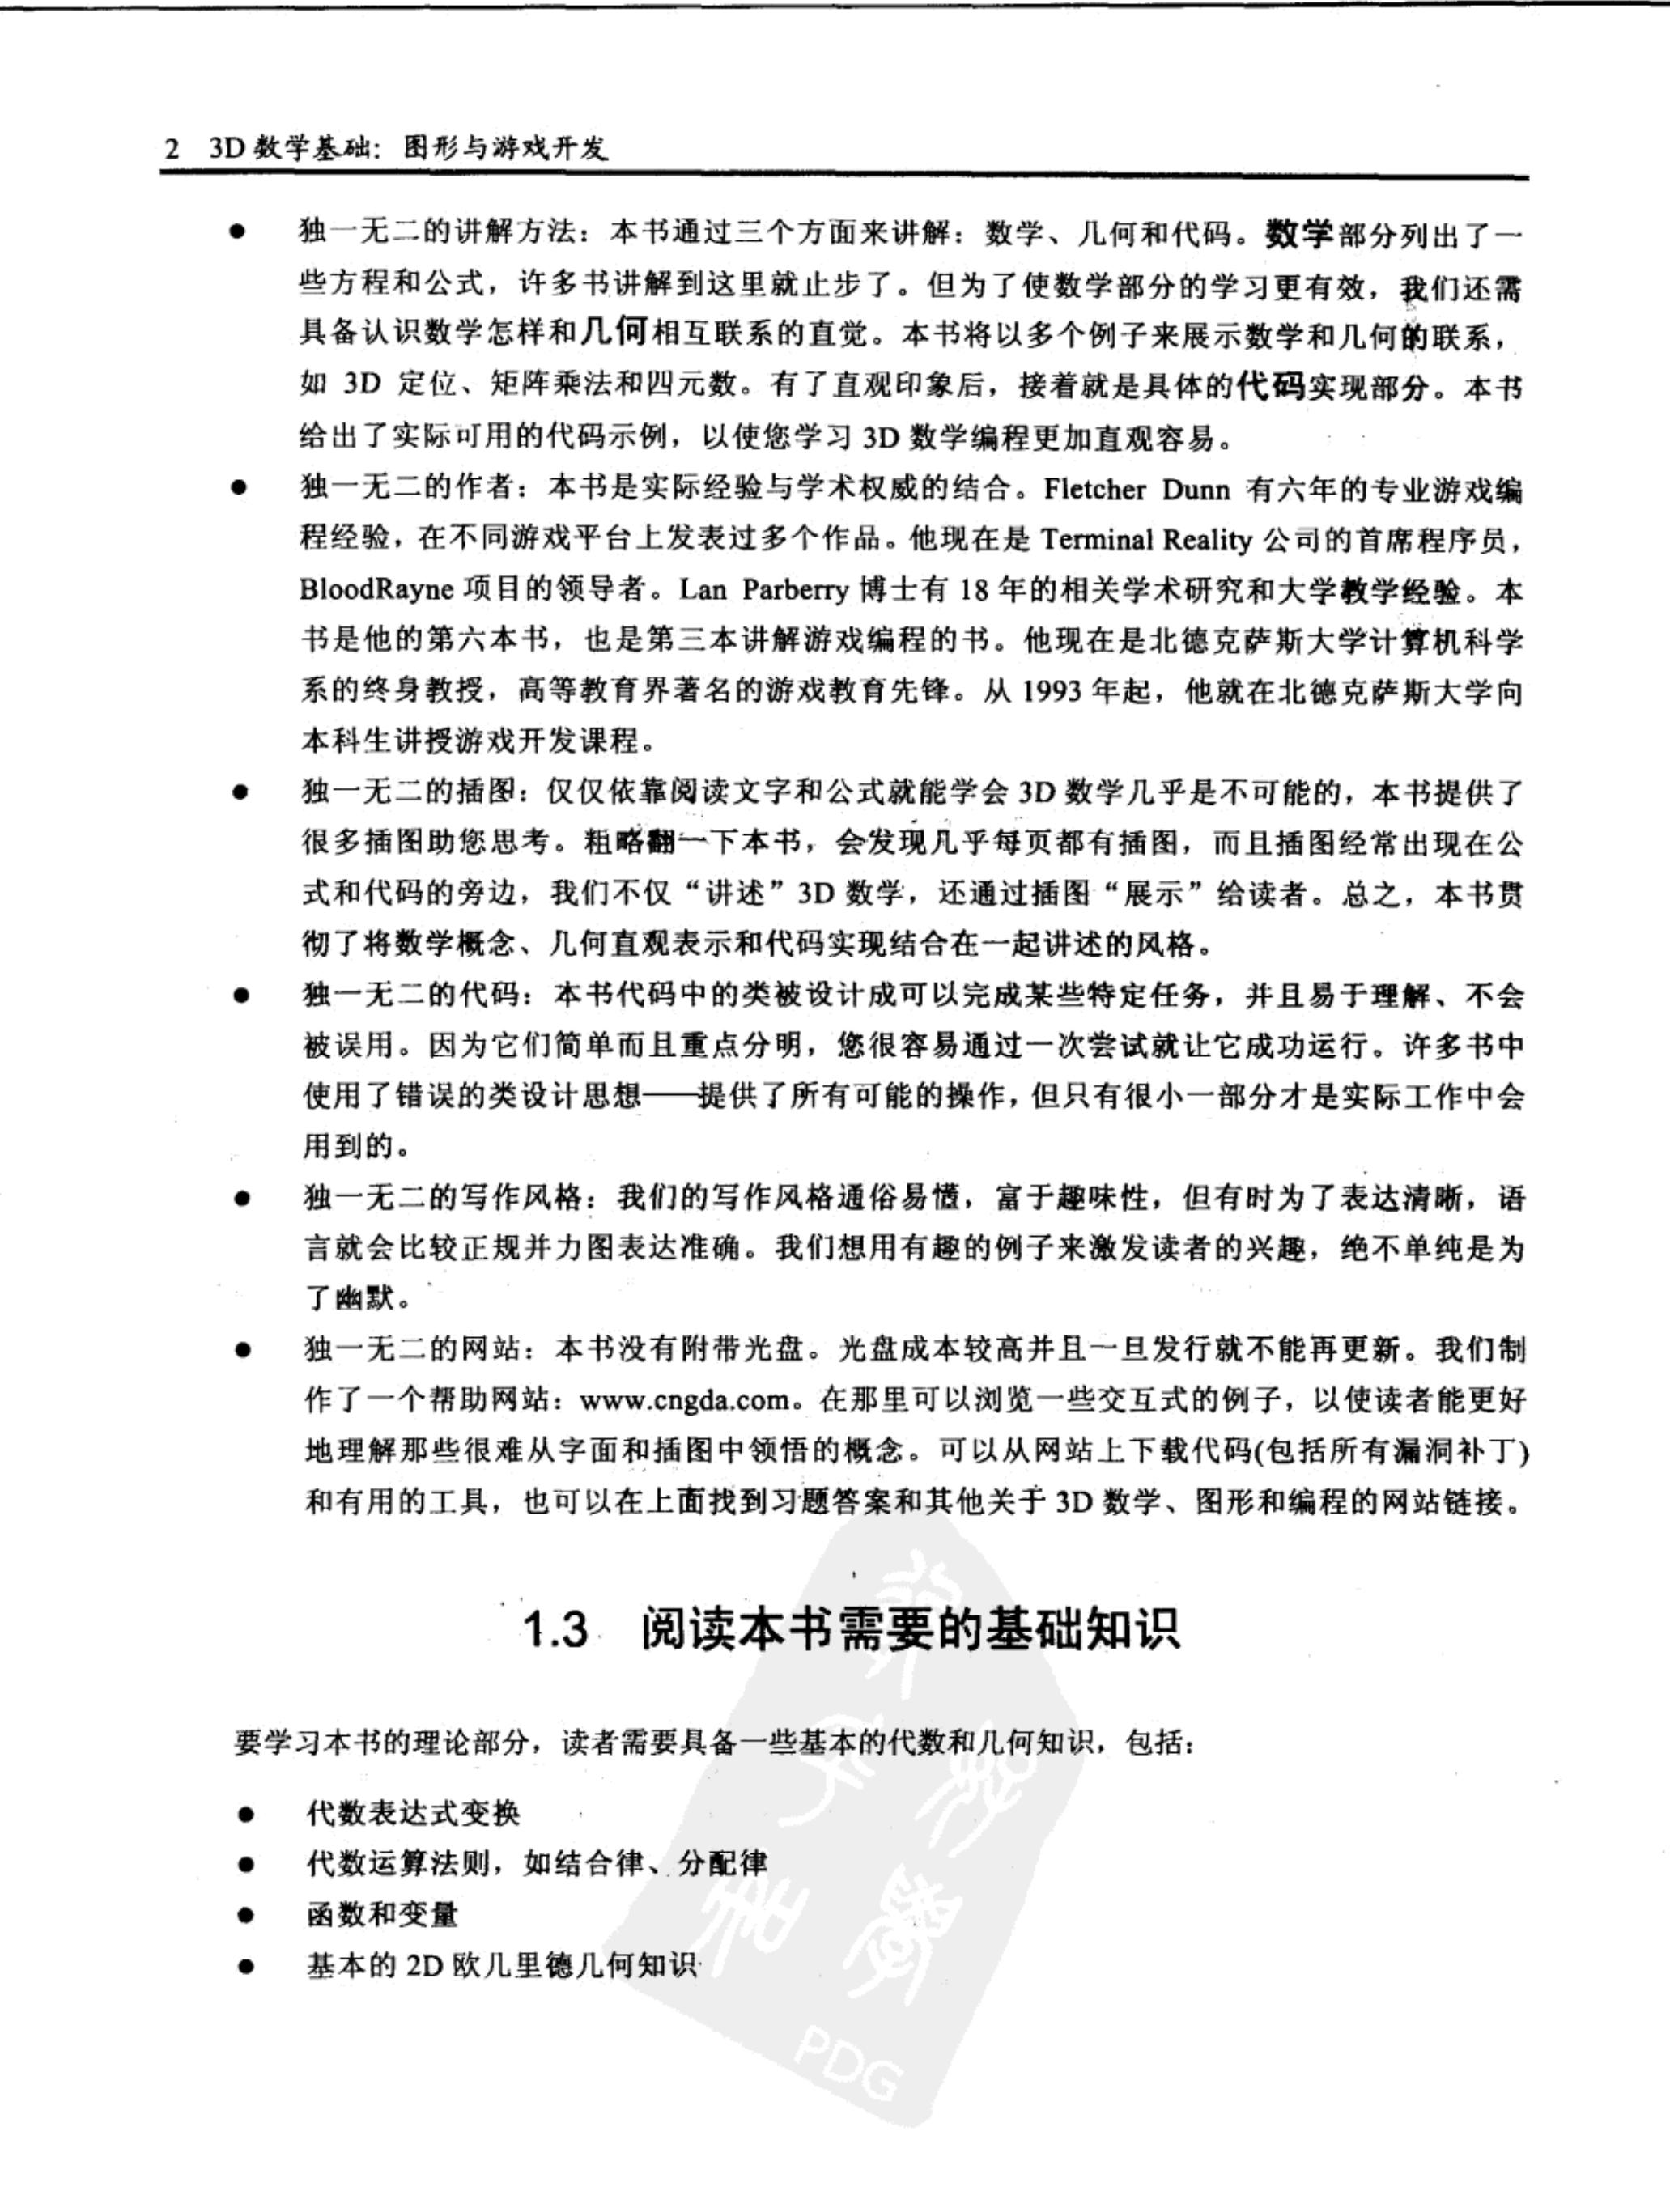 2 3D 数学基础：图形与游戏开发
● 独一无二的讲解方法：本书通过三个方面来讲解：数学、几何和代码。数学部分列出了一
些方程和公式，许多书讲解到这里就止步了。但为了使数学部分的学习更有效，我们还需
具备认识数学怎样和几何相互联系的直觉。本书将以多个例子来展示数学和几何的联系，
如 3D 定位、矩阵乘法和四元数。有了直观印象后，接着就是具体的代码实现部分。本书
给出了实际可用的代码示例，以使您学习 3D 数学编程更加直观容易。
● 独一无二的作者：本书是实际经验与学术权威的结合。Fletcher Dunn 有六年的专业游戏编
程经验，在不同游戏平台上发表过多个作品。他现在是 Terminal Reality 公司的首席程序员，
BloodRayne 项目的领导者。Lan Parberry 博士有 18 年的相关学术研究和大学教学经验。本
书是他的第六本书，也是第三本讲解游戏编程的书。他现在是北德克萨斯大学计算机科学
系的终身教授，高等教育界著名的游戏教育先锋。从 1993 年起，他就在北德克萨斯大学向
本科生讲授游戏开发课程。
● 独一无二的插图：仅仅依靠阅读文字和公式就能学会 3D 数学几乎是不可能的，本书提供了
很多插图助您思考。粗略翻一下本书，会发现几乎每页都有插图，而且插图经常出现在公
式和代码的旁边，我们不仅“讲述”3D 数学，还通过插图“展示”给读者。总之，本书贯
彻了将数学概念、几何直观表示和代码实现结合在一起讲述的风格。
● 独一无二的代码：本书代码中的类被设计成可以完成某些特定任务，并且易于理解、不会
被误用。因为它们简单而且重点分明，您很容易通过一次尝试就让它成功运行。许多书中
使用了错误的类设计思想——提供了所有可能的操作，但只有很小一部分才是实际工作中会
用到的。
● 独一无二的写作风格：我们的写作风格通俗易懂，富于趣味性，但有时为了表达清晰，语
言就会比较正规并力图表达准确。我们想用有趣的例子来激发读者的兴趣，绝不单纯是为
了幽默。
● 独一无二的网站：本书没有附带光盘。光盘成本较高并且一旦发行就不能再更新。我们制
作了一个帮助网站：www.cngda.com。在那里可以浏览一些交互式的例子，以使读者能更好
地理解那些很难从字面和插图中领悟的概念。可以从网站上下载代码(包括所有漏洞补丁)
和有用的工具，也可以在上面找到习题答案和其他关于 3D 数学、图形和编程的网站链接。
1.3 阅读本书需要的基础知识
要学习本书的理论部分，读者需要具备一些基本的代数和几何知识，包括：
● 代数表达式变换
● 代数运算法则，如结合律、分配律
● 函数和变量
● 基本的 2D 欧几里德几何知识
PDG